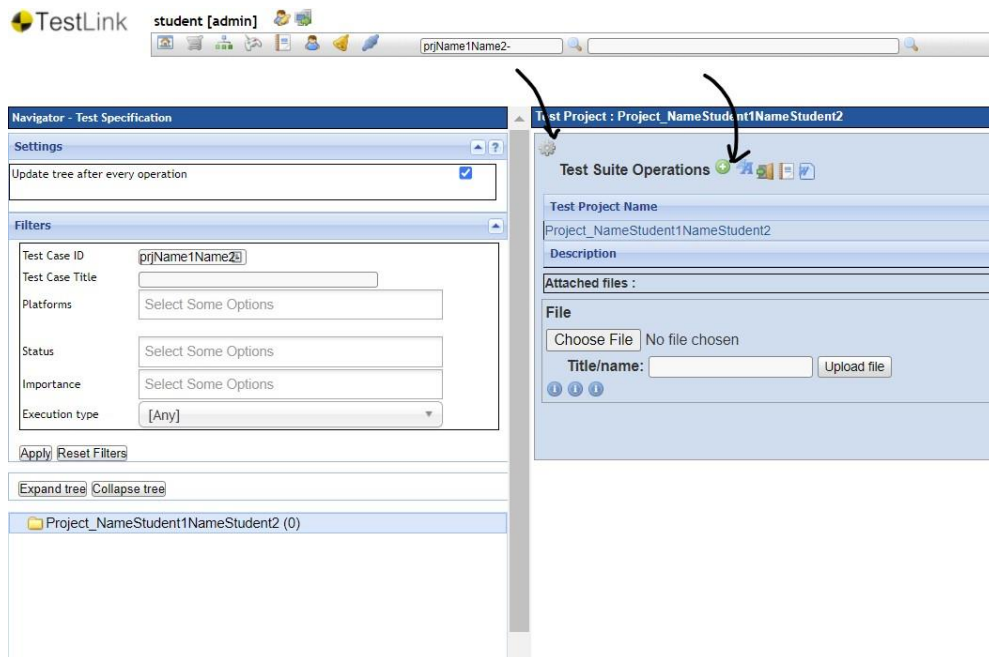 TestLink
student [admin]
prjName1Name2-
Navigator - Test Specification
Settings
?
Update tree after every operation
Filters
Test Case ID prjName1Name2
Test Case Title
Platforms Select Some Options
Status Select Some Options
Importance Select Some Options
Execution type [Any]
Apply Reset Filters
Expand tree Collapse tree
Project_NameStudent1NameStudent2 (0)
Test Project : Project_NameStudent1NameStudent2
Test Suite Operations
Test Project Name
Project_NameStudent1NameStudent2
Description
Attached files :
File
Choose File No file chosen
Title/name: Upload file